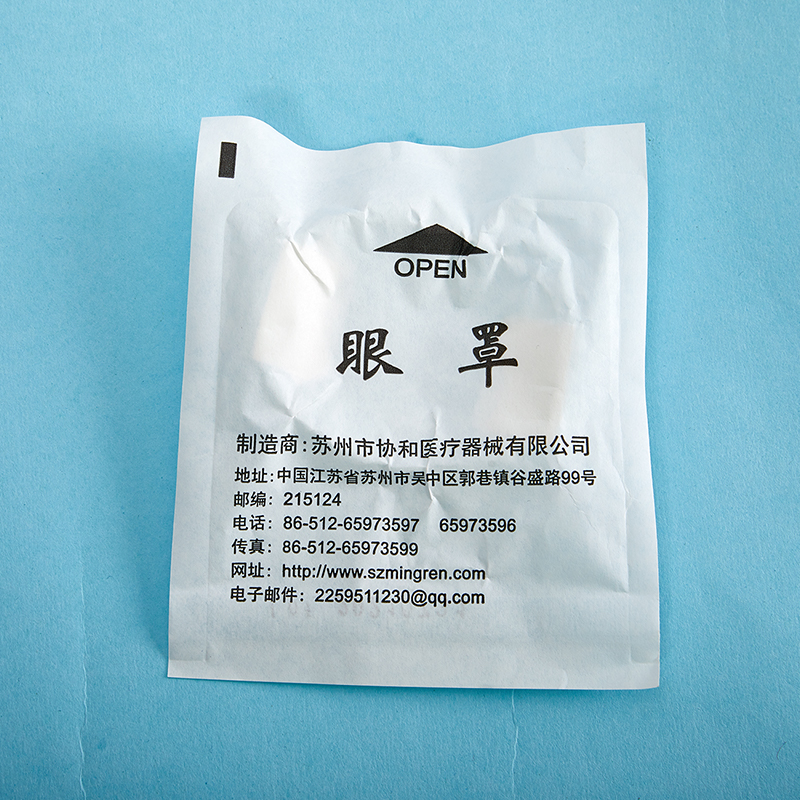 OPEN
眼罩
制造商:苏州市协和医疗器械有限公司
地址:中国江苏省苏州市吴中区郭巷镇谷盛路99号
邮编: 215124
电话: 86-512-65973597 65973596
传真: 86-512-65973599
网址: http://www.szmingren.com
电子邮件: 2259511230@qq.com